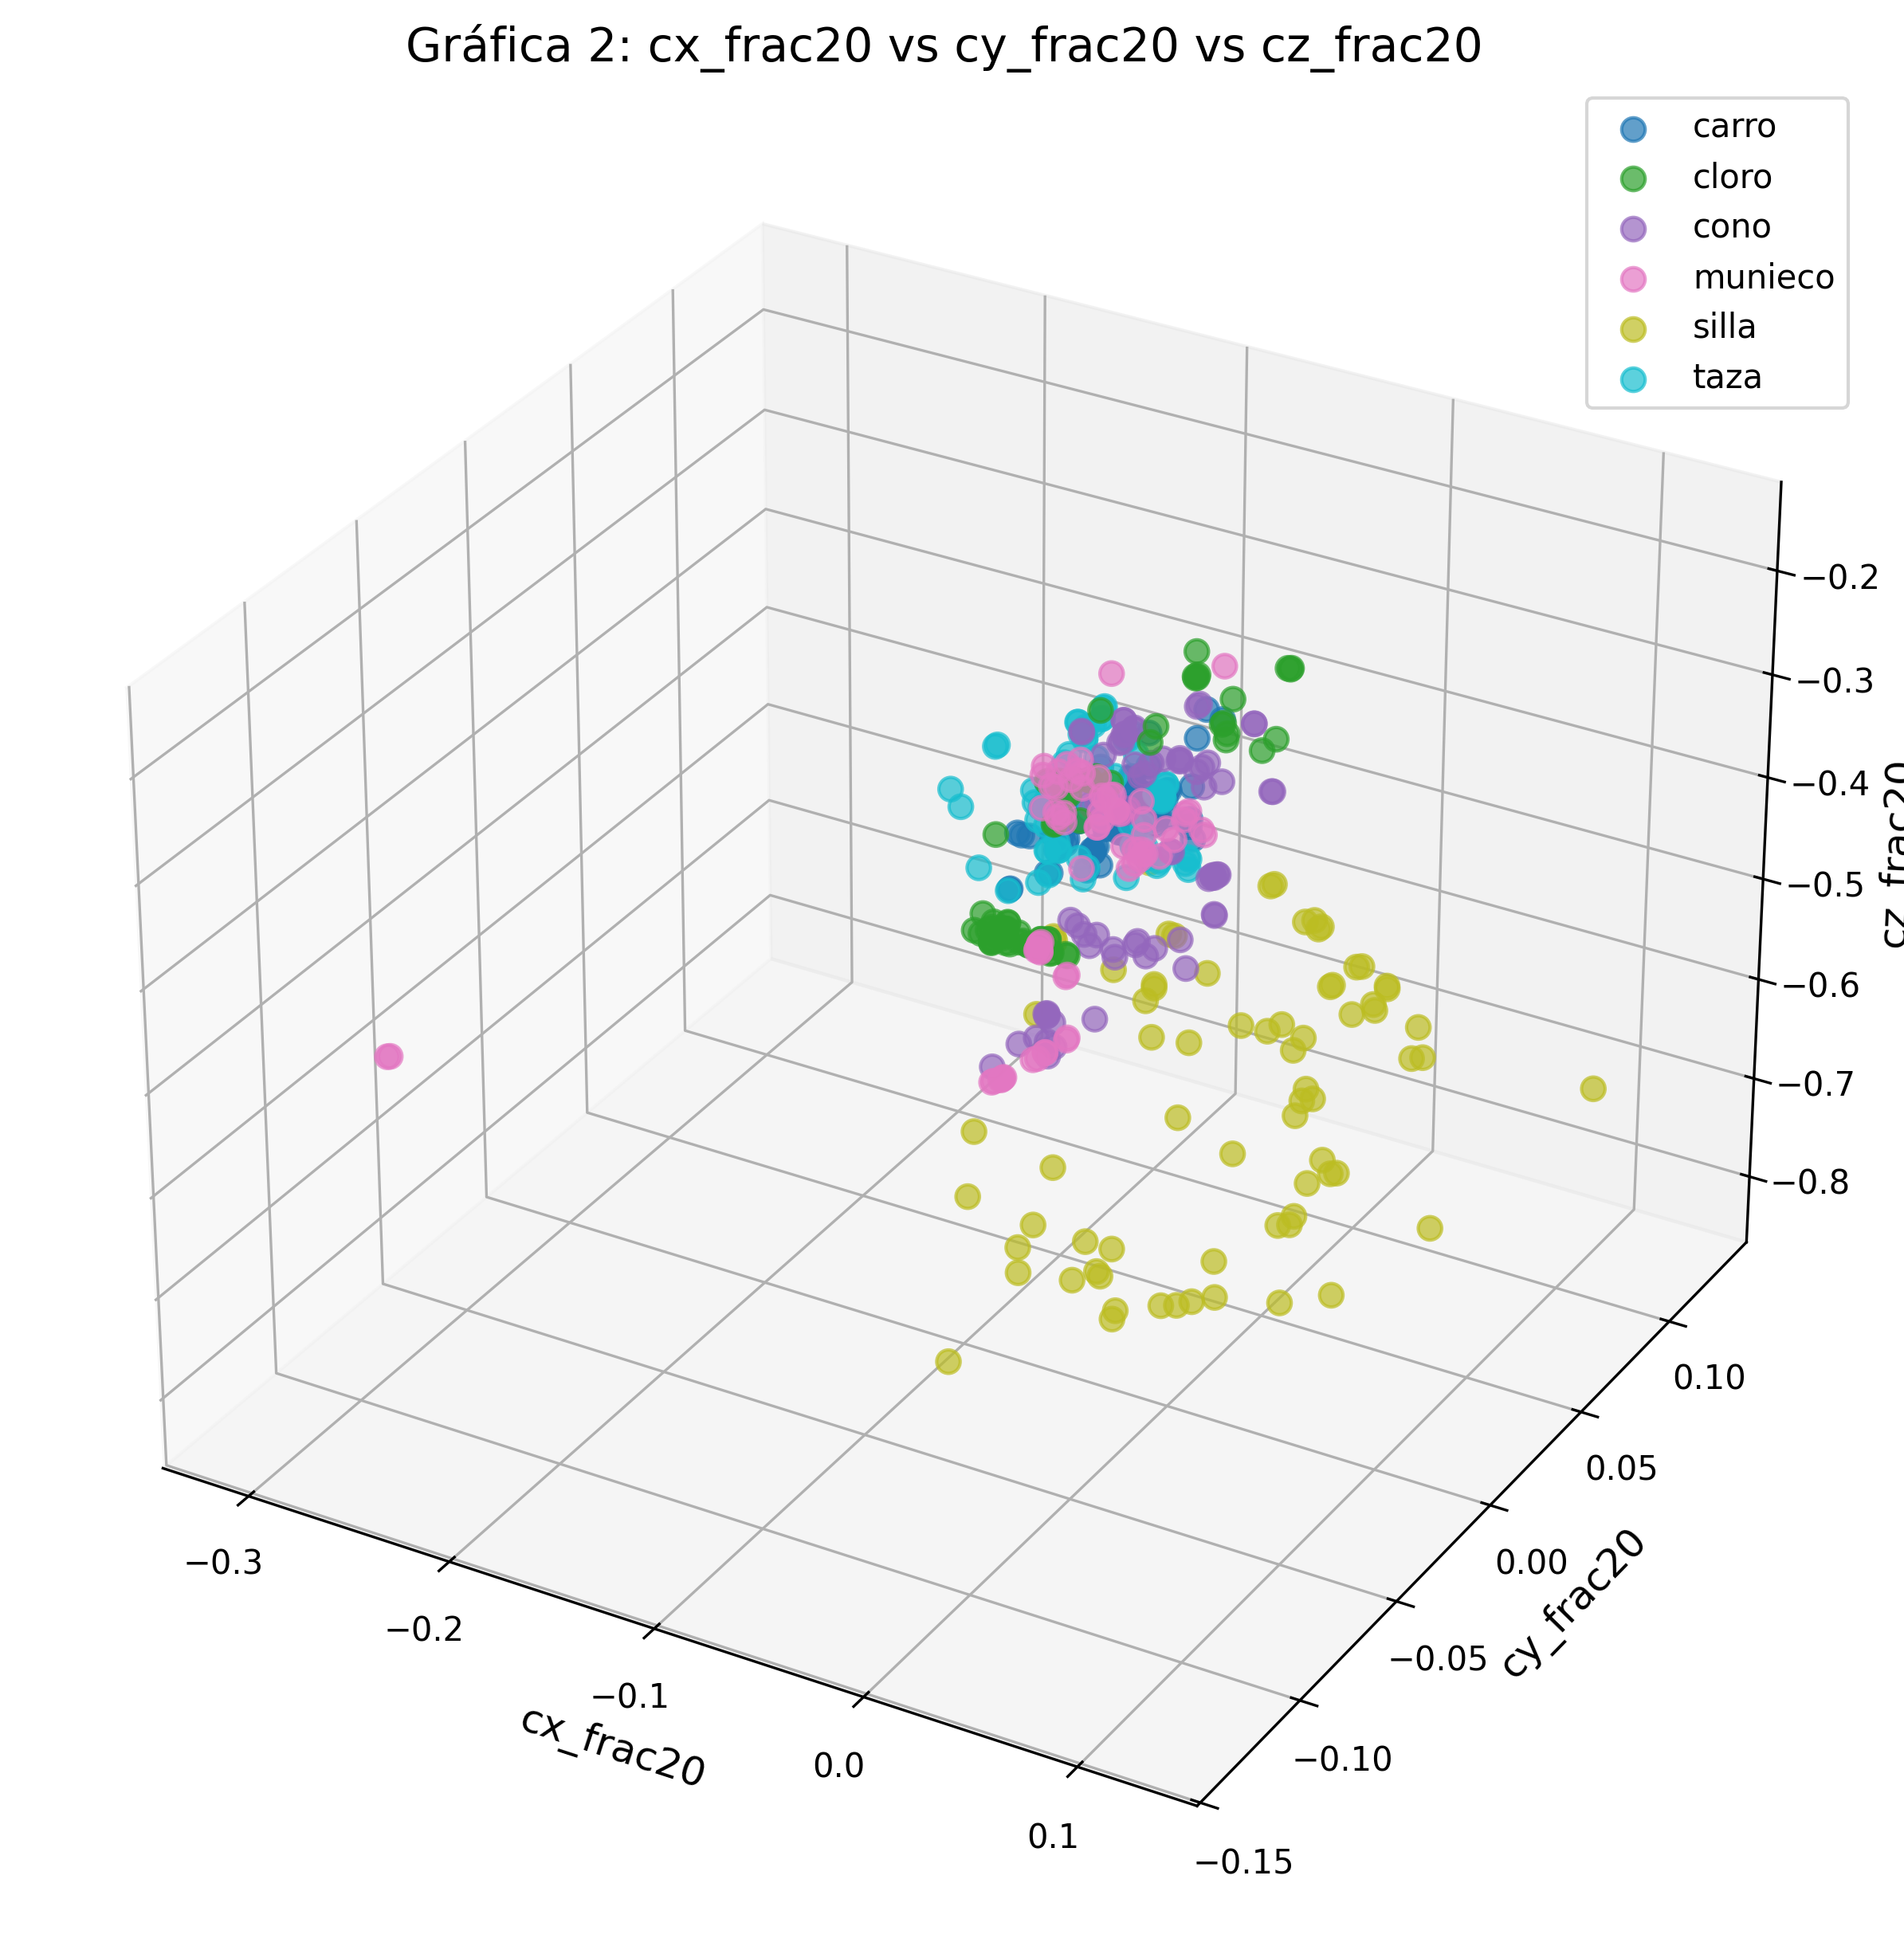 Gráfica 2: cx_frac20 vs cy_frac20 vs cz_frac20
carro
cloro
cono
munieco
silla
taza
−0.2
−0.3
−0.4
−0.5
−0.6
−0.7
−0.8
cz_frac20
0.10
0.05
0.00
−0.05
−0.10
−0.15
cy_frac20
−0.3
−0.2
−0.1
0.0
0.1
cx_frac20